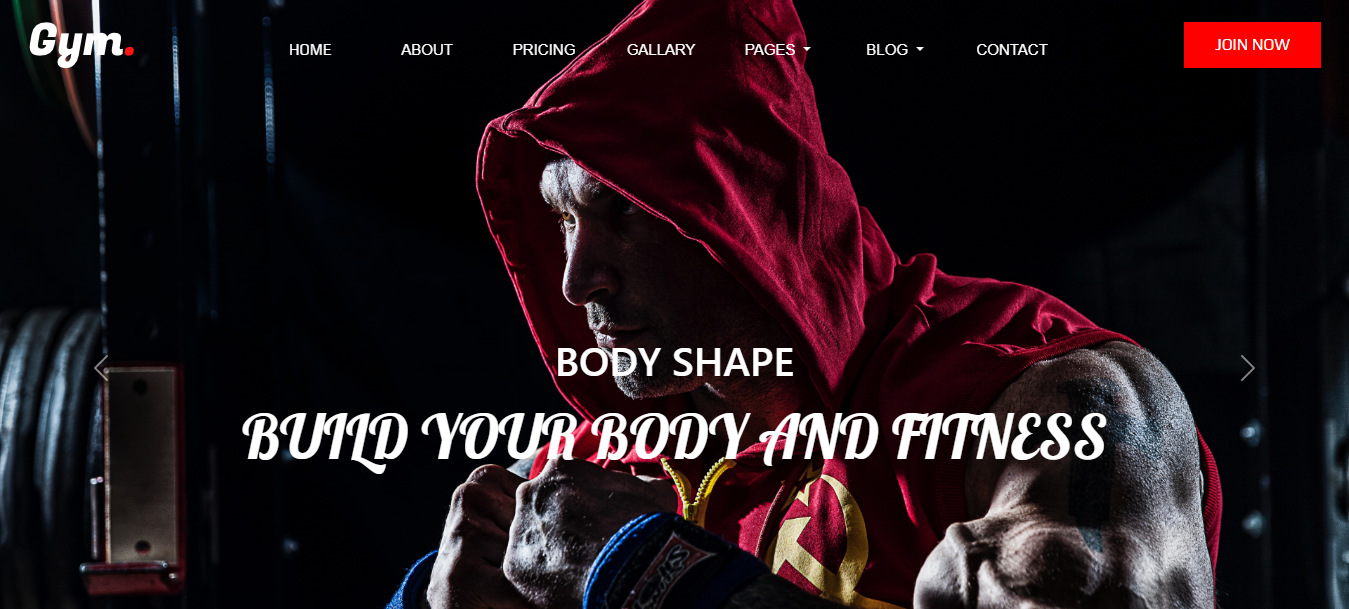 Gym.
HOME ABOUT PRICING GALLARY PAGES BLOG CONTACT JOIN NOW
BODY SHAPE
BUILD YOUR BODY AND FITNESS